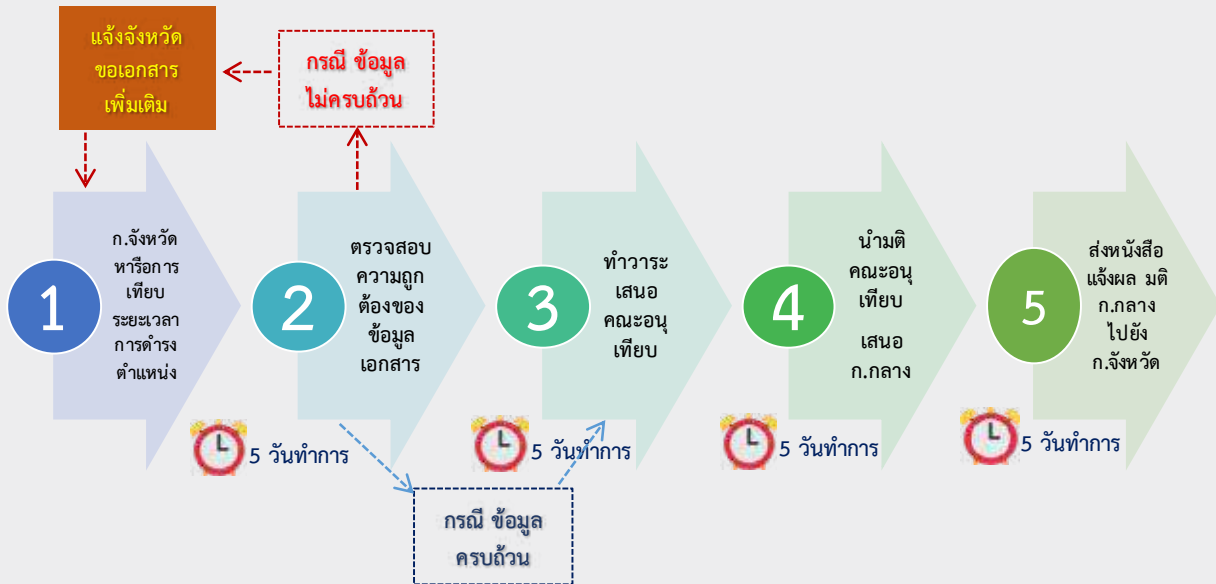 แจ้งจังหวัด
ขอเอกสาร
เพิ่มเติม
กรณี ข้อมูล
ไม่ครบถ้วน
1
ก.จังหวัด
หารือการ
เทียบ
ระยะเวลา
การดำรง
ตำแหน่ง
2
ตรวจสอบ
ความถูก
ต้องของ
ข้อมูล
เอกสาร
3
ทำวาระ
เสนอ
คณะอนุ
เทียบ
4
นำมติ
คณะอนุ
เทียบ
เสนอ
ก.กลาง
5
ส่งหนังสือ
แจ้งผล มติ
ก.กลาง
ไปยัง
ก.จังหวัด
5 วันทำการ
5 วันทำการ
5 วันทำการ
5 วันทำการ
กรณี ข้อมูล
ครบถ้วน